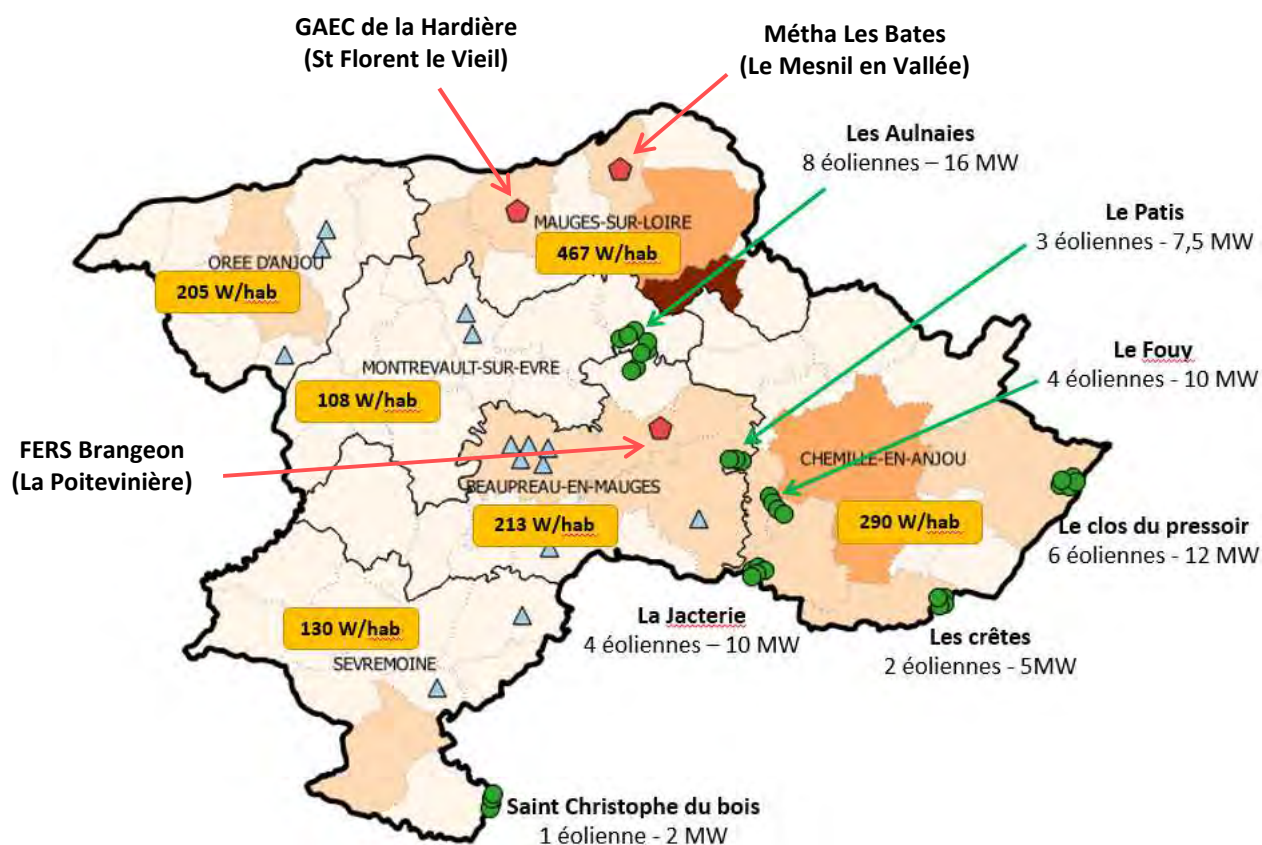 GAEC de la Hardière
(St Florent le Vieil)
Métha Les Bates
(Le Mesnil en Vallée)
Les Aulnaies
8 éoliennes – 16 MW
Le Patis
3 éoliennes - 7,5 MW
MAUGES-SUR-LOIRE
467 W/hab
OREE D'ANJOU
205 W/hab
Le Fouy
4 éoliennes - 10 MW
MONTREVAULT-SUR-EVRE
108 W/hab
FERS Brangeon
(La Poitevinière)
CHEMILLE-EN-ANJOU
290 W/hab
BEAUPREAU-EN-MAUGES
213 W/hab
Le clos du pressoir
6 éoliennes - 12 MW
La Jacterie
4 éoliennes – 10 MW
Les crêtes
2 éoliennes - 5MW
130 W/hab
SEVREMOINE
Saint Christophe du bois
1 éolienne - 2 MW